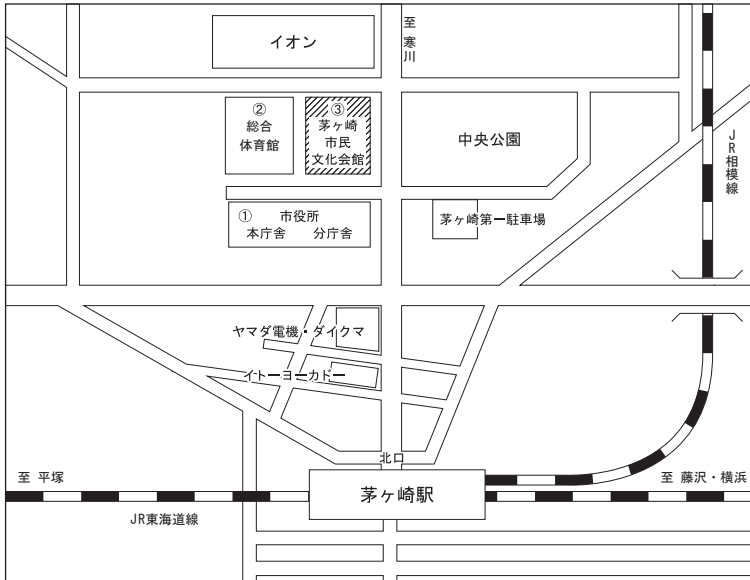 イオン
至 寒川
②
総合
体育館
③
茅ヶ崎
市民
文化会館
中央公園
JR相模線
① 市役所
本庁舎 分庁舎
茅ヶ崎第一駐車場
ヤマダ電機・ダイクマ
イトーヨーカドー
北口
至 平塚
茅ヶ崎駅
至 藤沢・横浜
JR東海道線